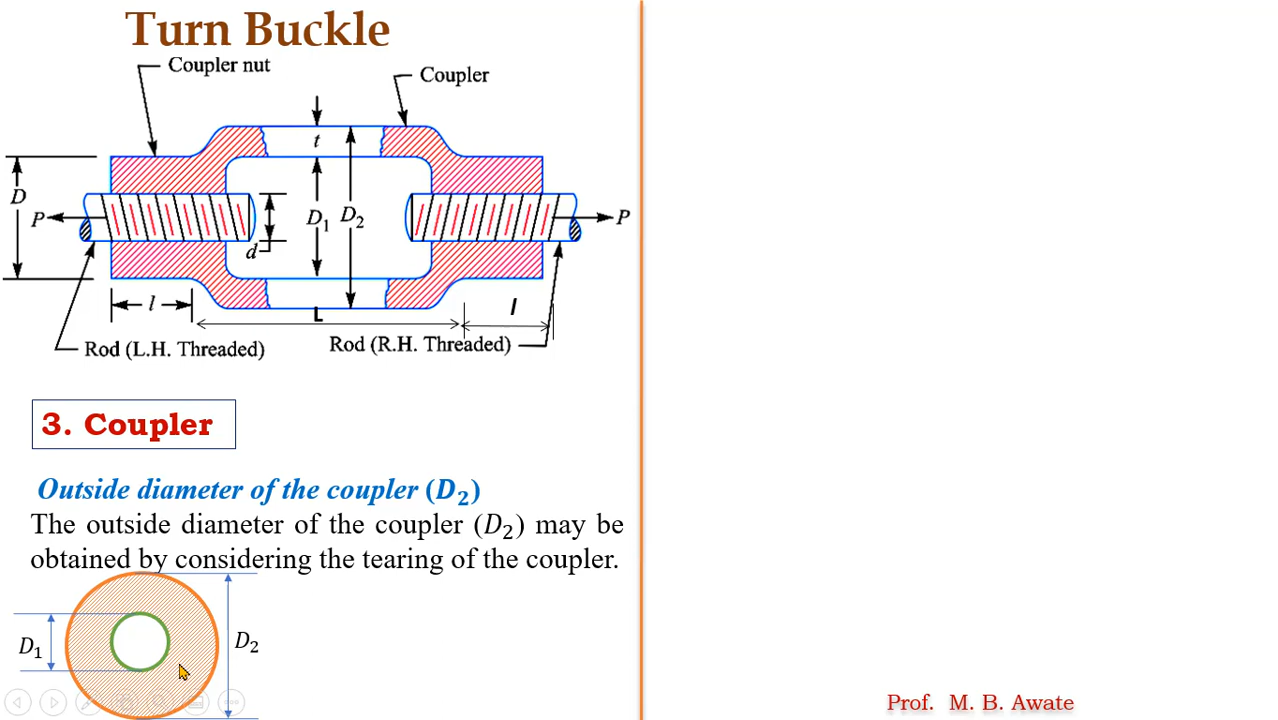 Turn Buckle
Coupler nut
Coupler
t
D
P
D₁ D₂
P
d
l
L
l
Rod (L.H. Threaded)
Rod (R.H. Threaded)
3. Coupler
Outside diameter of the coupler (D₂)
The outside diameter of the coupler (D₂) may be
obtained by considering the tearing of the coupler.
D₁
D₂
Prof. M. B. Awate